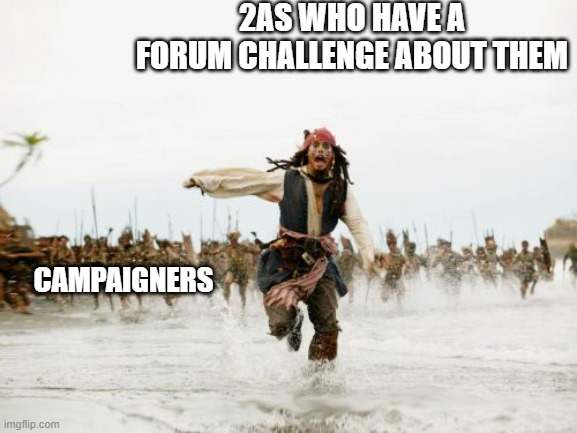 2AS WHO HAVE A
FORUM CHALLENGE ABOUT THEM
CAMPAIGNERS
imgflip.com